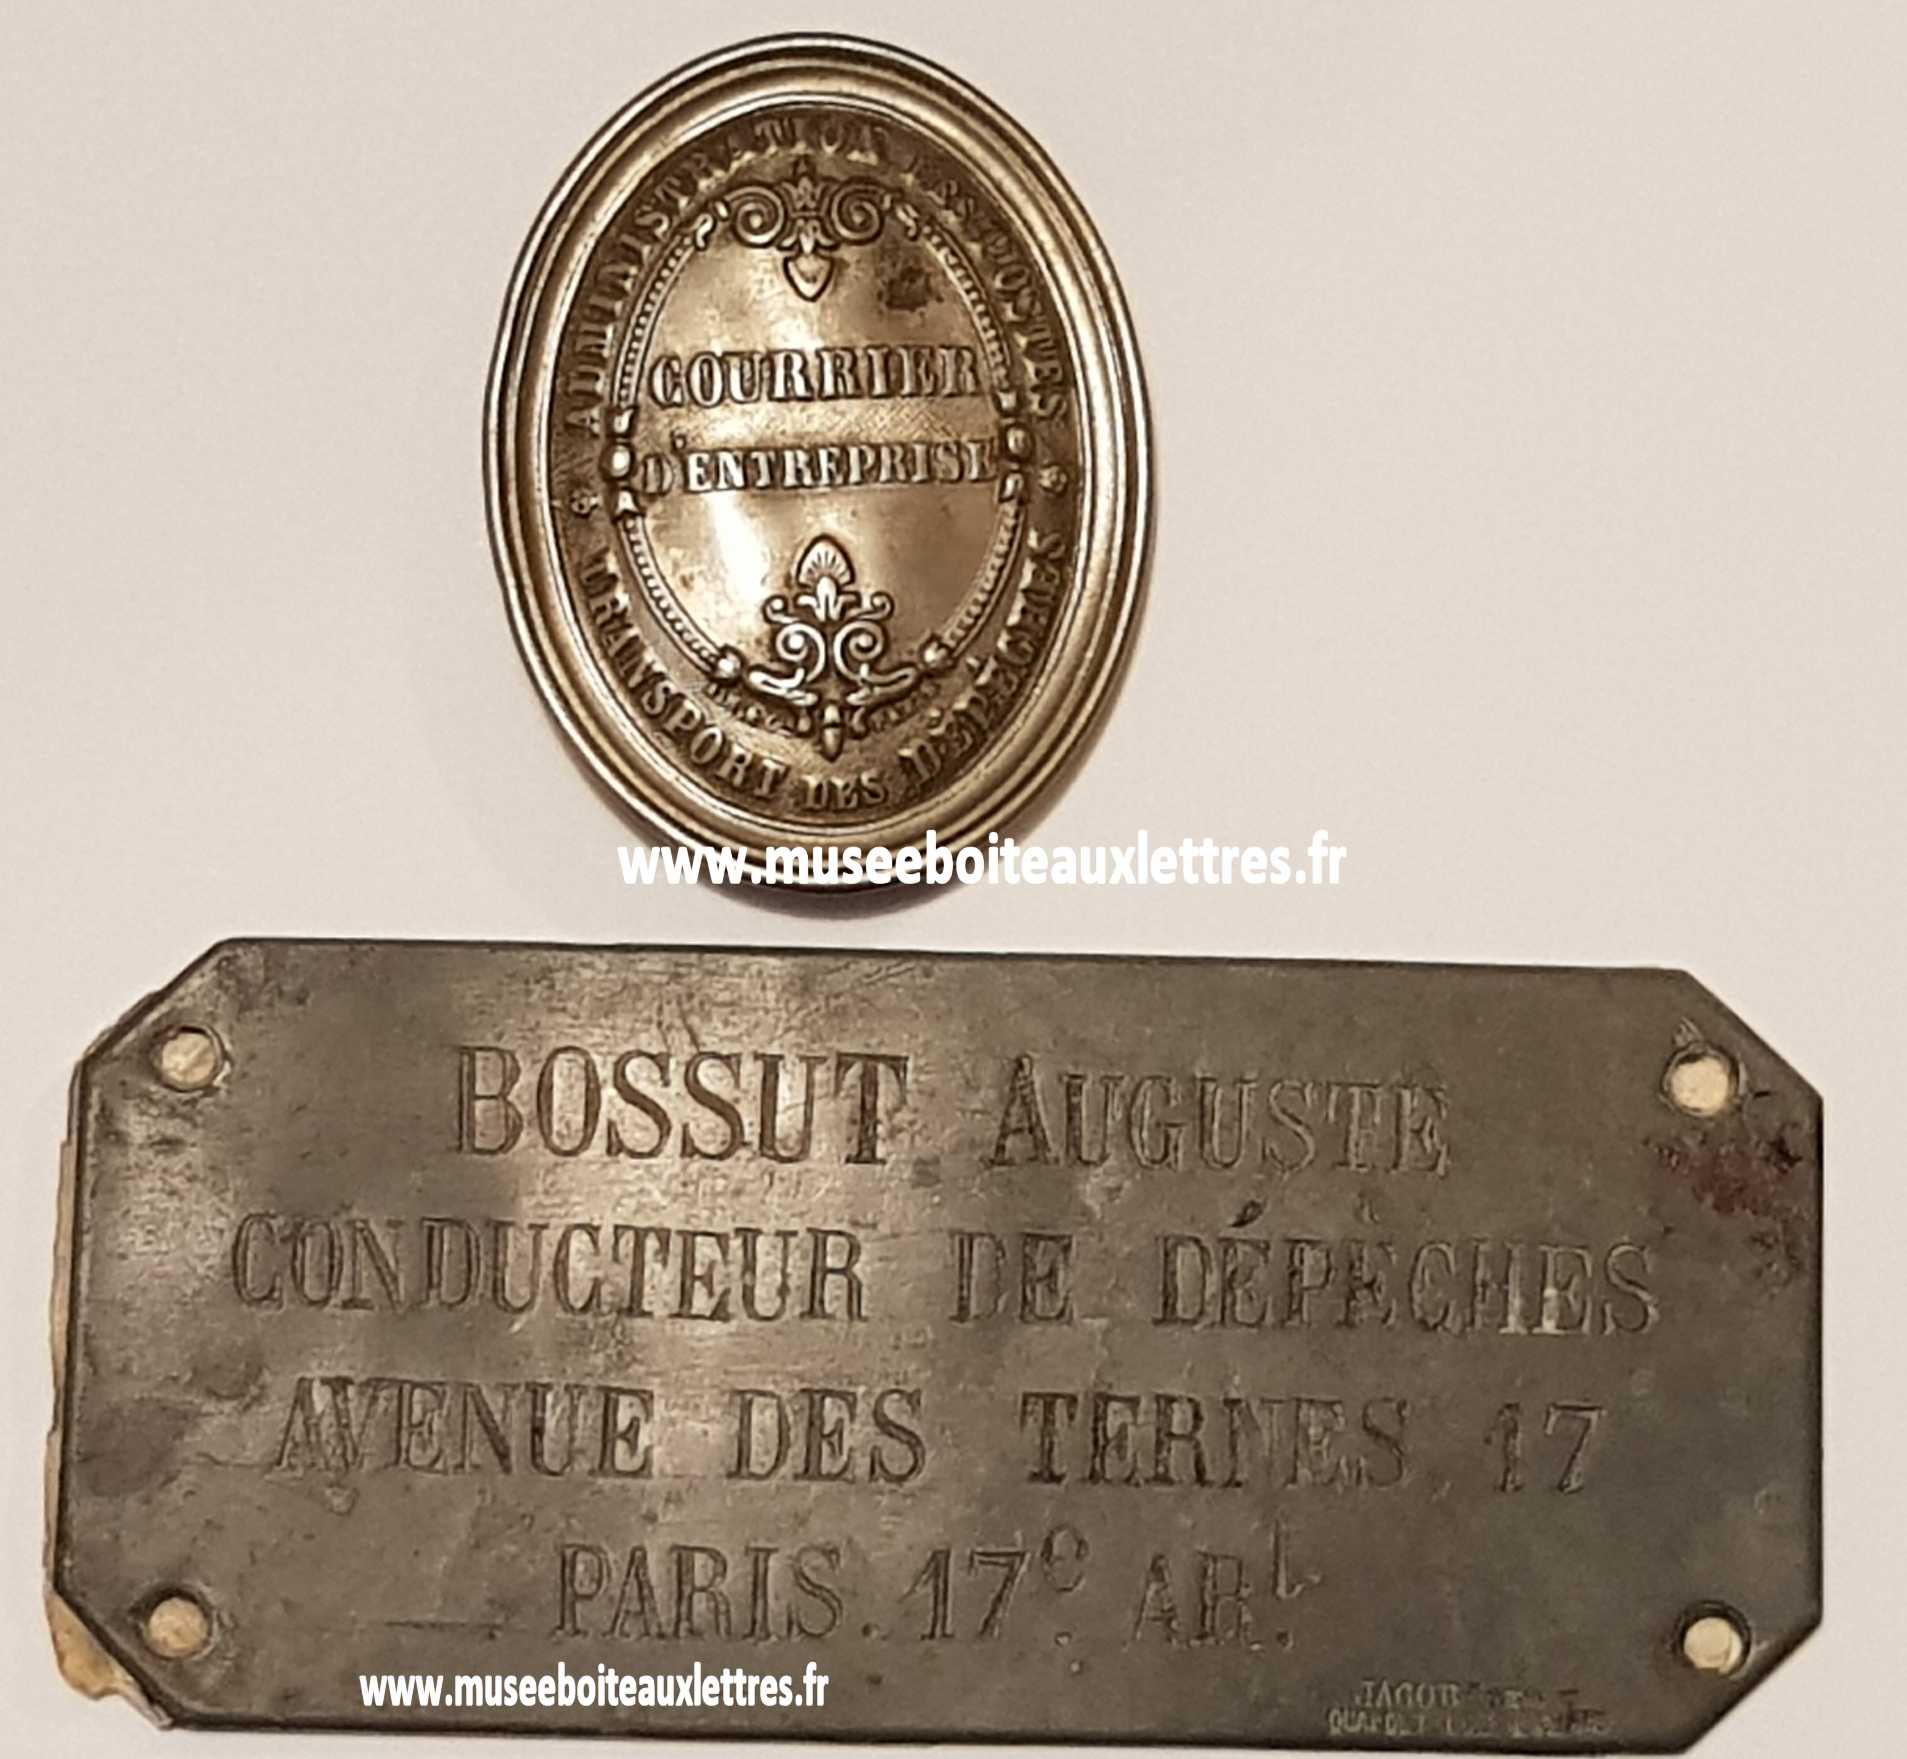 ADMINISTRATION DES POSTES
COURRIER
D'ENTREPRISE
TRANSPORT DES DÉPÊCHES
www.museeboiteauxlettres.fr
BOSSUT AUGUSTE
CONDUCTEUR DE DÉPÊCHES
AVENUE DES TERNES 17
PARIS. 17e. ARt.
www.museeboiteauxlettres.fr
JACOB